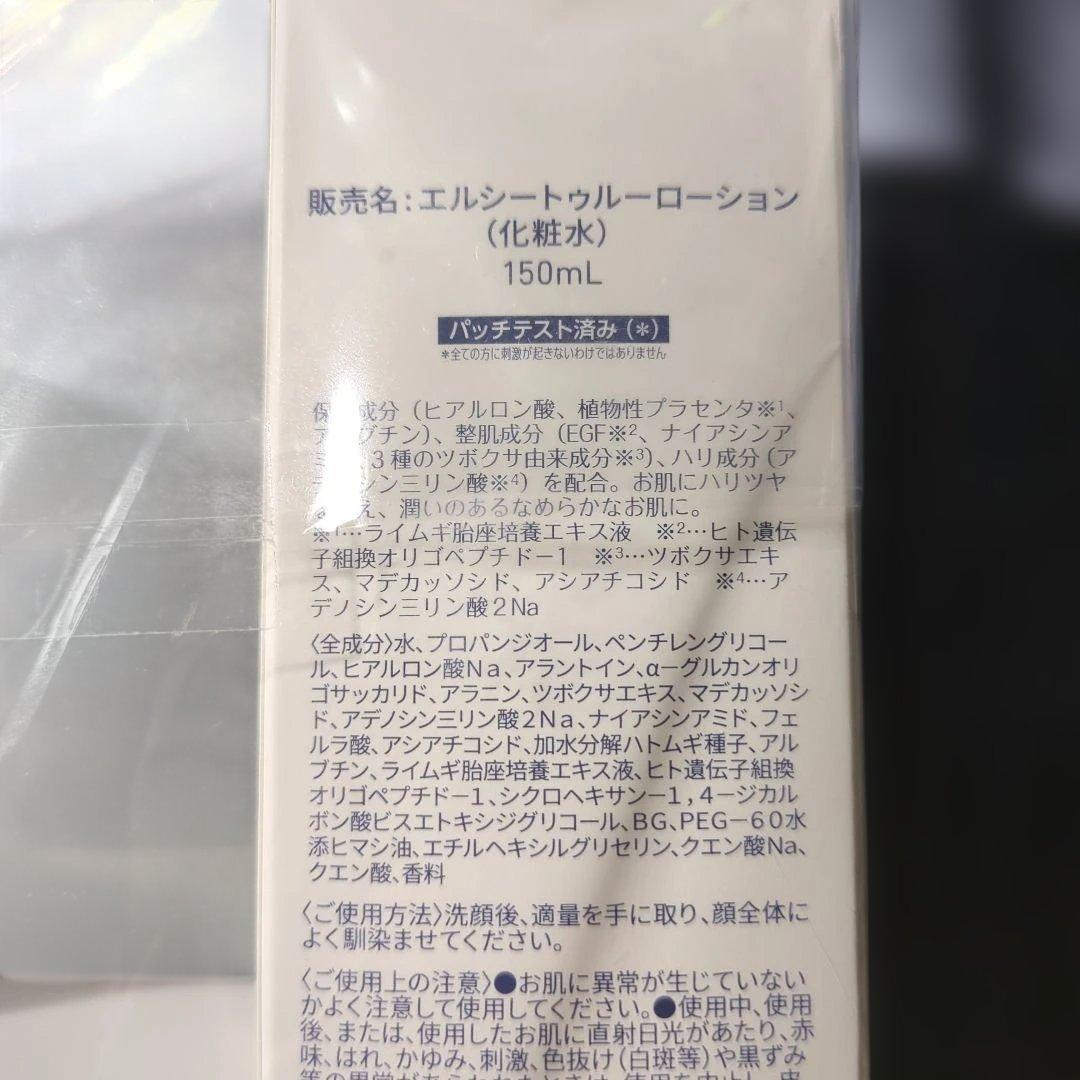 販売名：エルシートゥルーローション
（化粧水）
150mL
パッチテスト済み（＊）
＊全ての方に刺激が起きないわけではありません
保 成分（ヒアルロン酸、植物性プラセンタ※1、
ア ブチン）、整肌成分（EGF※2、ナイアシンア
ミ 3種のツボクサ由来成分※3）、ハリ成分（ア
デ シン三リン酸※4）を配合。お肌にハリツヤ
え、潤いのあるなめらかなお肌に。
※1…ライムギ胎座培養エキス液　※2…ヒト遺伝
子組換オリゴペプチド－1　※3…ツボクサエキ
ス、マデカッソシド、アシアチコシド　※4…ア
デノシン三リン酸2Na
〈全成分〉水、プロパンジオール、ペンチレングリコー
ル、ヒアルロン酸Na、アラントイン、α－グルカンオリ
ゴサッカリド、アラニン、ツボクサエキス、マデカッソシ
ド、アデノシン三リン酸2Na、ナイアシンアミド、フェ
ルラ酸、アシアチコシド、加水分解ハトムギ種子、アル
ブチン、ライムギ胎座培養エキス液、ヒト遺伝子組換
オリゴペプチド－1、シクロヘキサン－1，4－ジカル
ボン酸ビスエトキシジグリコール、BG、PEG－60水
添ヒマシ油、エチルヘキシルグリセリン、クエン酸Na、
クエン酸、香料
〈ご使用方法〉洗顔後、適量を手に取り、顔全体に
よく馴染ませてください。
〈ご使用上の注意〉●お肌に異常が生じていない
かよく注意して使用してください。●使用中、使用
後、または、使用したお肌に直射日光があたり、赤
味、はれ、かゆみ、刺激、色抜け（白斑等）や黒ずみ